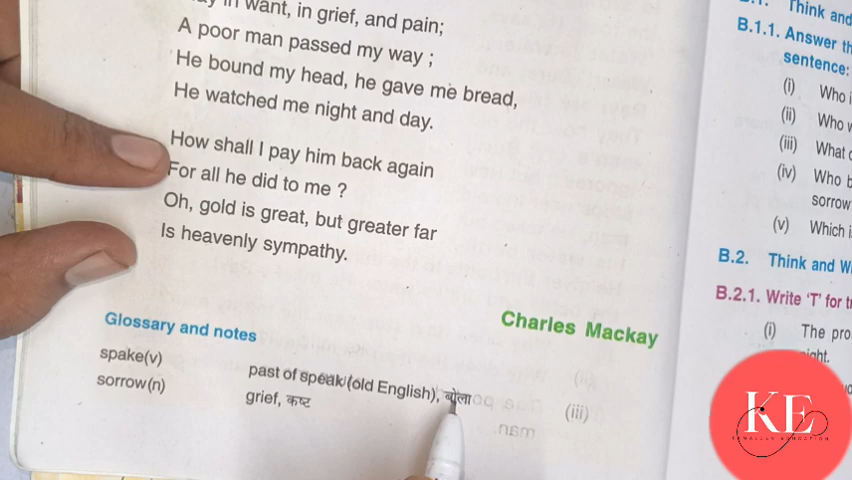 in want, in grief, and pain;
A poor man passed my way ;
He bound my head, he gave me bread,
He watched me night and day.
How shall I pay him back again
For all he did to me ?
Oh, gold is great, but greater far
Is heavenly sympathy.
Charles Mackay
Glossary and notes
spake(v) past of speak (old English), बोला
sorrow(n) grief, कष्ट
Think and
B.1.1. Answer
sentence:
(i) Who
(ii) Who
(iii) What
(iv) Who
sorrow
(v) Which
B.2. Think and
B.2.1. Write 'T' for
(i) The
KE